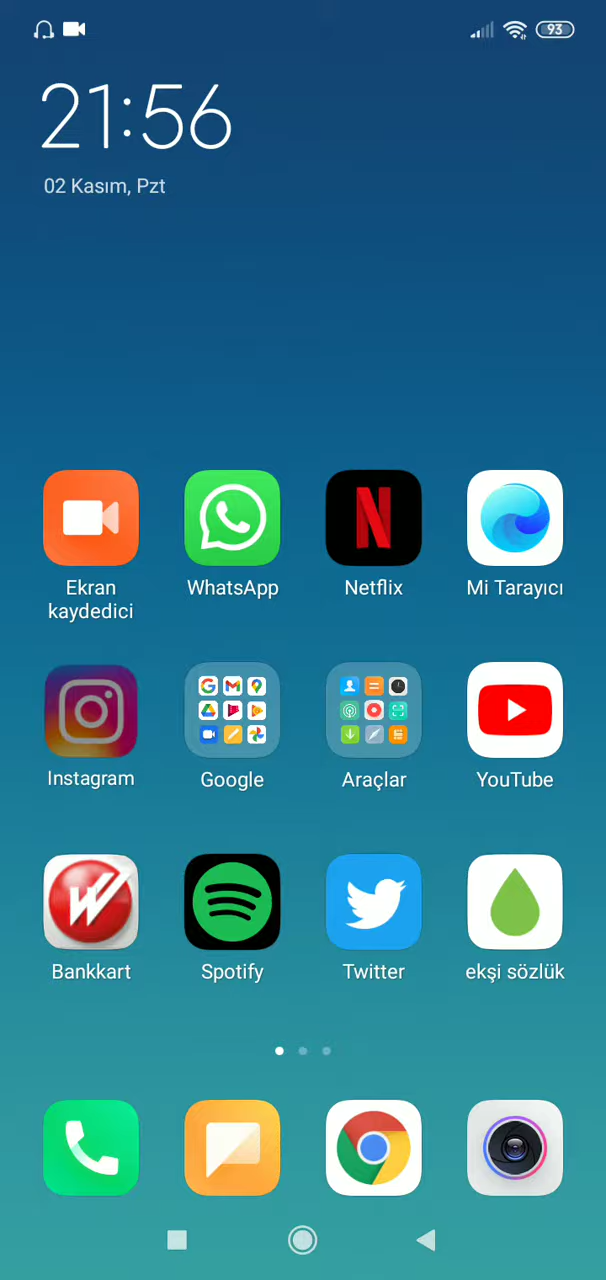 93
21:56
02 Kasım, Pzt
Ekran
kaydedici
WhatsApp
Netflix
Mi Tarayıcı
Instagram
Google
Araçlar
YouTube
Bankkart
Spotify
Twitter
ekşi sözlük